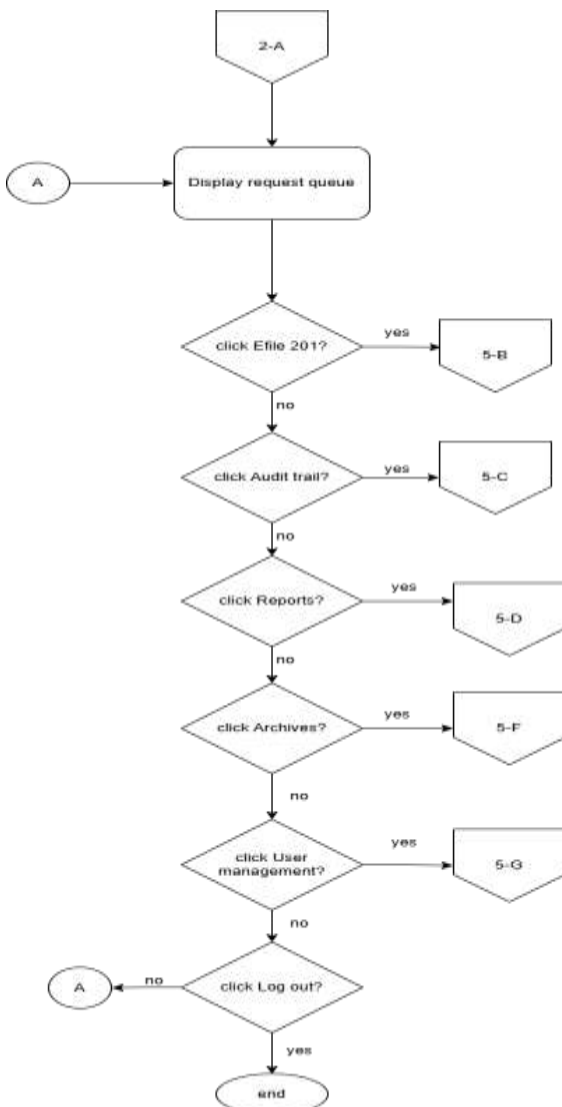 2-A
A
Display request queue
click Efile 201?
yes
5-B
no
click Audit trail?
yes
5-C
no
click Reports?
yes
5-D
no
click Archives?
yes
5-F
no
click User
management?
yes
5-G
no
A
no
click Log out?
yes
end